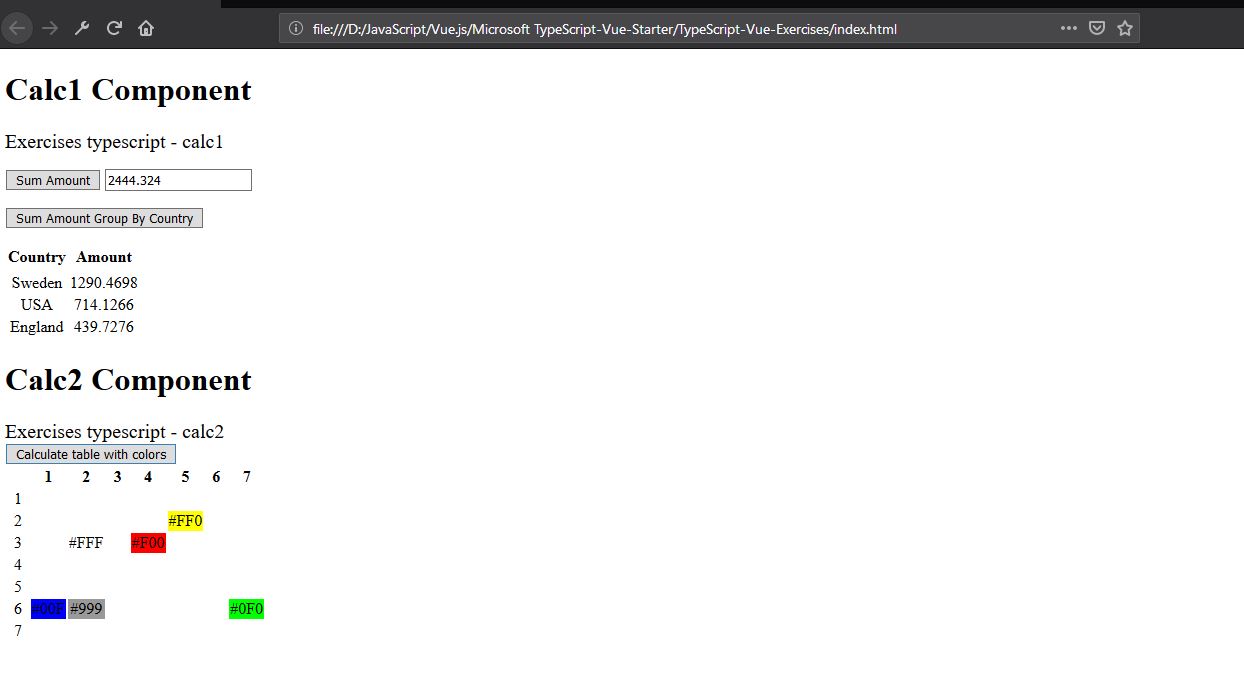 file:///D:/JavaScript/Vue.js/Microsoft TypeScript-Vue-Starter/TypeScript-Vue-Exercises/index.html
Calc1 Component
Exercises typescript - calc1
Sum Amount 2444.324
Sum Amount Group By Country
Country Amount
Sweden 1290.4698
USA 714.1266
England 439.7276
Calc2 Component
Exercises typescript - calc2
Calculate table with colors
1 2 3 4 5 6 7
1
2 #FF0
3 #FFF #F00
4
5
6 #00F #999 #0F0
7